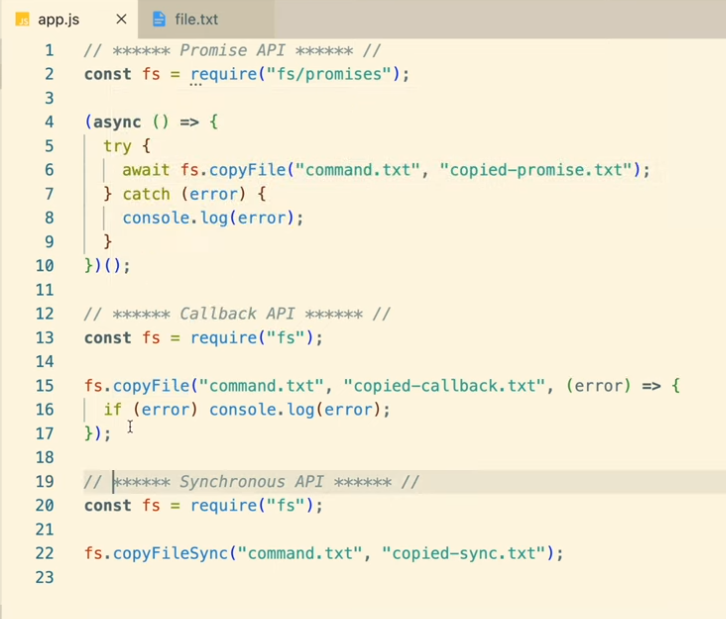 JS app.js × file.txt
1 // ****** Promise API ****** //
2 const fs = require("fs/promises");
3
4 (async () => {
5 try {
6 await fs.copyFile("command.txt", "copied-promise.txt");
7 } catch (error) {
8 console.log(error);
9 }
10 })();
11
12 // ****** Callback API ****** //
13 const fs = require("fs");
14
15 fs.copyFile("command.txt", "copied-callback.txt", (error) => {
16 if (error) console.log(error);
17 });
18
19 // ****** Synchronous API ****** //
20 const fs = require("fs");
21
22 fs.copyFileSync("command.txt", "copied-sync.txt");
23